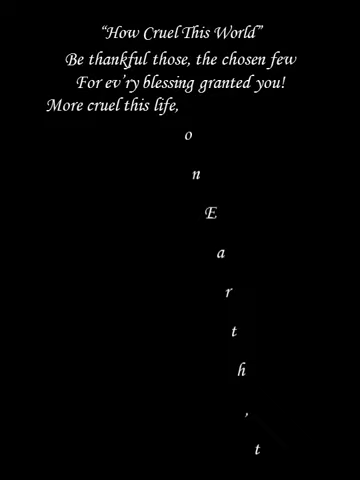 “How Cruel This World”
Be thankful those, the chosen few
For ev’ry blessing granted you!
More cruel this life,
o
n
E
a
r
t
h
,
t